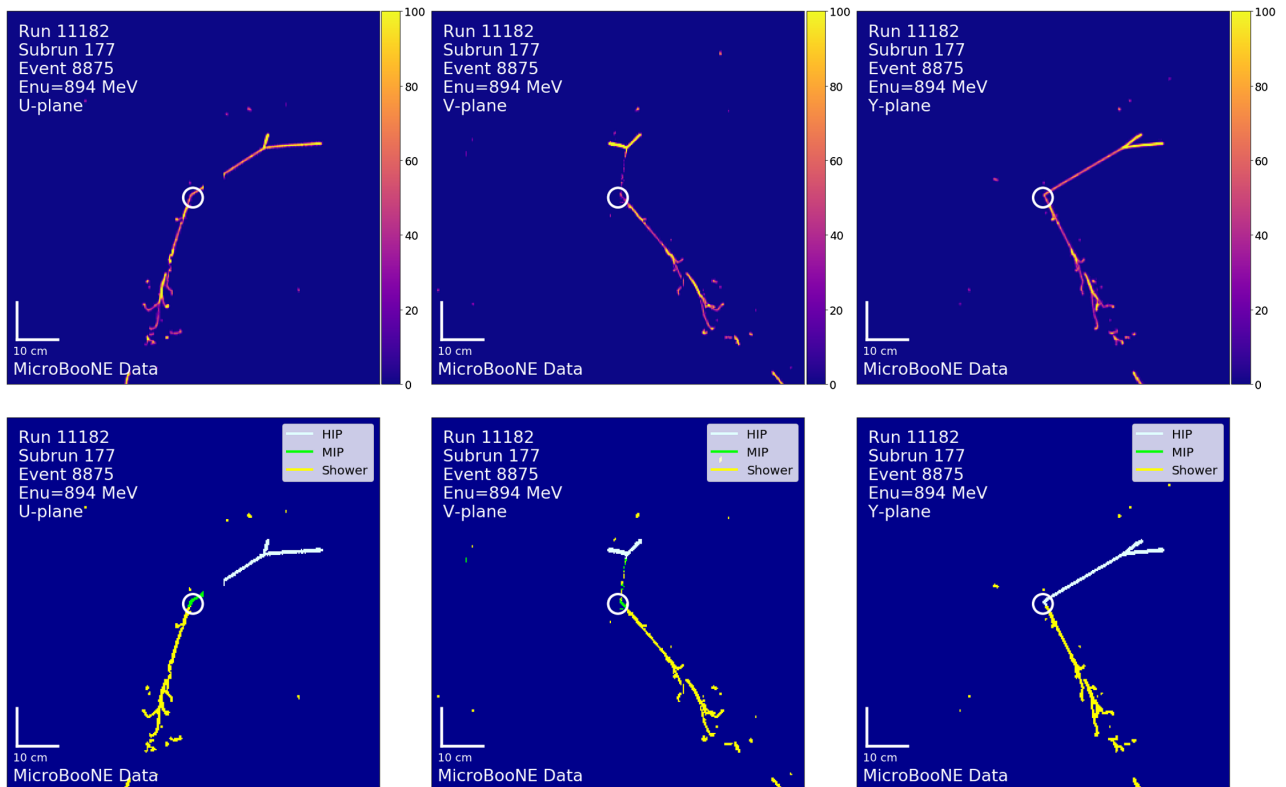 Run 11182
Subrun 177
Event 8875
Enu=894 MeV
U-plane
10 cm
MicroBooNE Data
100
80
60
40
20
0
Run 11182
Subrun 177
Event 8875
Enu=894 MeV
V-plane
10 cm
MicroBooNE Data
100
80
60
40
20
0
Run 11182
Subrun 177
Event 8875
Enu=894 MeV
Y-plane
10 cm
MicroBooNE Data
100
80
60
40
20
0
Run 11182
Subrun 177
Event 8875
Enu=894 MeV
U-plane
HIP
MIP
Shower
10 cm
MicroBooNE Data
Run 11182
Subrun 177
Event 8875
Enu=894 MeV
V-plane
HIP
MIP
Shower
10 cm
MicroBooNE Data
Run 11182
Subrun 177
Event 8875
Enu=894 MeV
Y-plane
HIP
MIP
Shower
10 cm
MicroBooNE Data